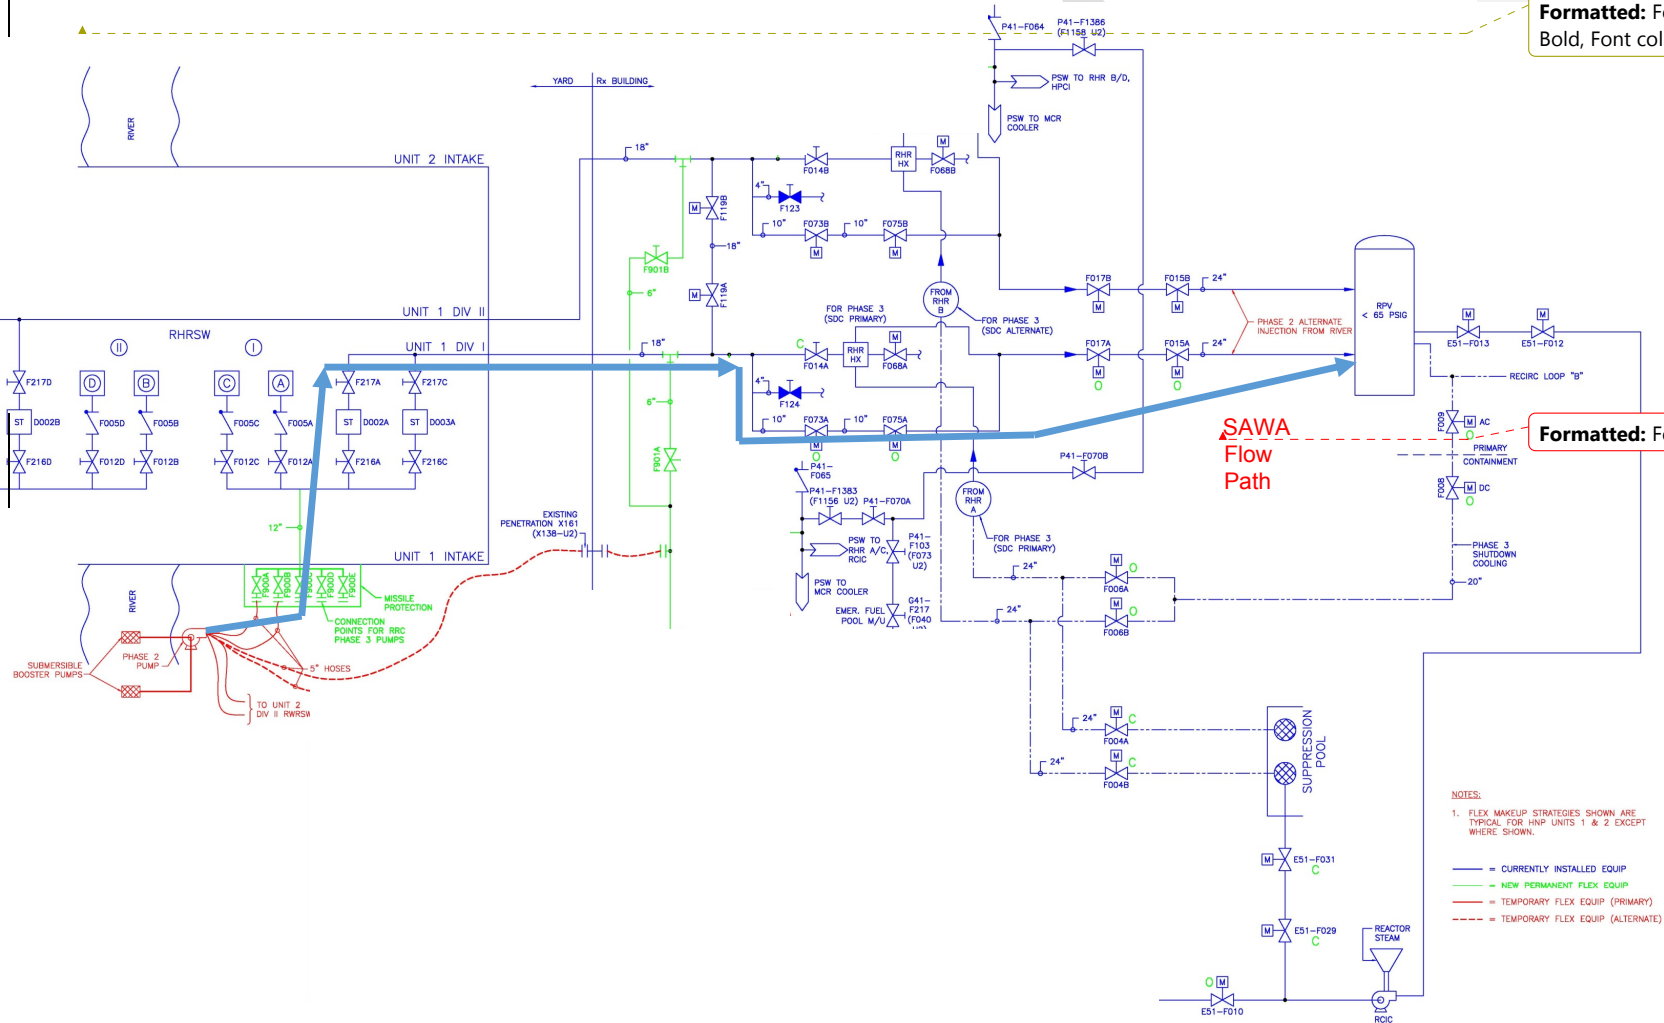 Formatted: F
Bold, Font col
P41-F064
P41-F1386
(F1158 U2)
PSW TO RHR B/D,
HPCI
PSW TO MCR
COOLER
YARD
Rx BUILDING
RIVER
UNIT 2 INTAKE
18"
F014B
RHR
HX
M
F068B
4"
F123
M
F119B
10"
F073B
M
10"
F075B
M
18"
F901B
6"
M
F119A
FROM
RHR
B
FOR PHASE 3
(SDC PRIMARY)
FOR PHASE 3
(SDC ALTERNATE)
F017B
M
F015B
M
24"
RPV
< 65 PSIG
PHASE 2 ALTERNATE
INJECTION FROM RIVER
M
E51-F013
M
E51-F012
UNIT 1 DIV II
RHRSW
II
I
UNIT 1 DIV I
18"
C
F014A
RHR
HX
M
F068A
F017A
M
O
F015A
M
O
24"
RECIRC LOOP "B"
F217D
D
B
C
A
F217A
F217C
4"
F124
6"
ST
D002B
F005D
F005B
F005C
F005A
ST
D002A
ST
D003A
10"
F073A
M
O
10"
F075A
M
O
F009
M
AC
O
SAWA
Flow
Path
Formatted: F
PRIMARY
CONTAINMENT
F216D
F012D
F012B
F012C
F012A
F216A
F216C
F901A
P41-
F065
P41-F1383
(F1156 U2)
P41-F070A
P41-F070B
FROM
RHR
A
F008
M
DC
O
12"
EXISTING
PENETRATION X161
(X138-U2)
PSW TO
RHR A/C,
RCIC
P41-
F103
(F073
U2)
FOR PHASE 3
(SDC PRIMARY)
PHASE 3
SHUTDOWN
COOLING
UNIT 1 INTAKE
PSW TO
MCR COOLER
24"
M
O
F006A
20"
RIVER
F900A
F900B
F900C
F900D
F900E
MISSILE
PROTECTION
EMER. FUEL
POOL M/U
G41-
F217
(F040
24"
M
O
F006B
CONNECTION
POINTS FOR RRC
PHASE 3 PUMPS
PHASE 2
PUMP
SUBMERSIBLE
BOOSTER PUMPS
5" HOSES
TO UNIT 2
DIV II RWRSW
24"
M
C
F004A
24"
M
C
F004B
SUPPRESSION
POOL
NOTES:
1. FLEX MAKEUP STRATEGIES SHOWN ARE
TYPICAL FOR HNP UNITS 1 & 2 EXCEPT
WHERE SHOWN.
M
E51-F031
C
= CURRENTLY INSTALLED EQUIP
= NEW PERMANENT FLEX EQUIP
= TEMPORARY FLEX EQUIP (PRIMARY)
= TEMPORARY FLEX EQUIP (ALTERNATE)
M
E51-F029
C
REACTOR
STEAM
O
M
E51-F010
RCIC